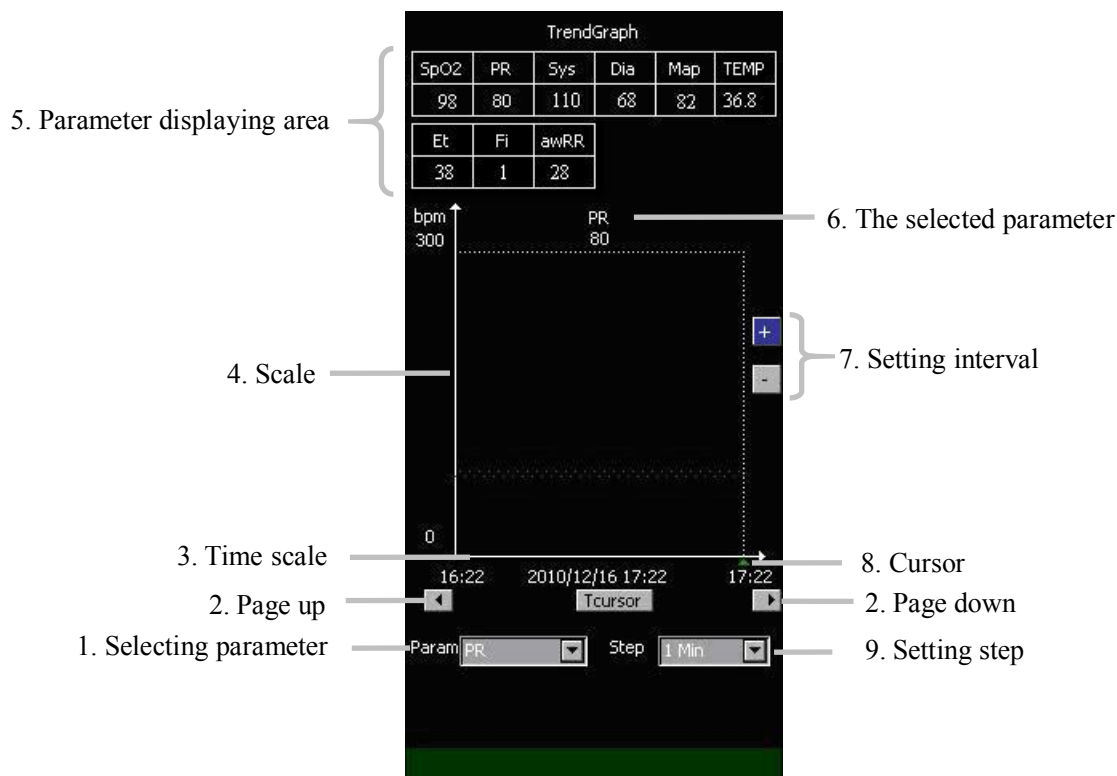 TrendGraph
SpO2 PR Sys Dia Map TEMP
98 80 110 68 82 36.8
5. Parameter displaying area
Et Fi awRR
38 1 28
bpm
300
PR
80
6. The selected parameter
+
-
7. Setting interval
4. Scale
0
3. Time scale
8. Cursor
16:22 2010/12/16 17:22 17:22
2. Page up
Tcursor
2. Page down
1. Selecting parameter
Param PR Step 1 Min
9. Setting step